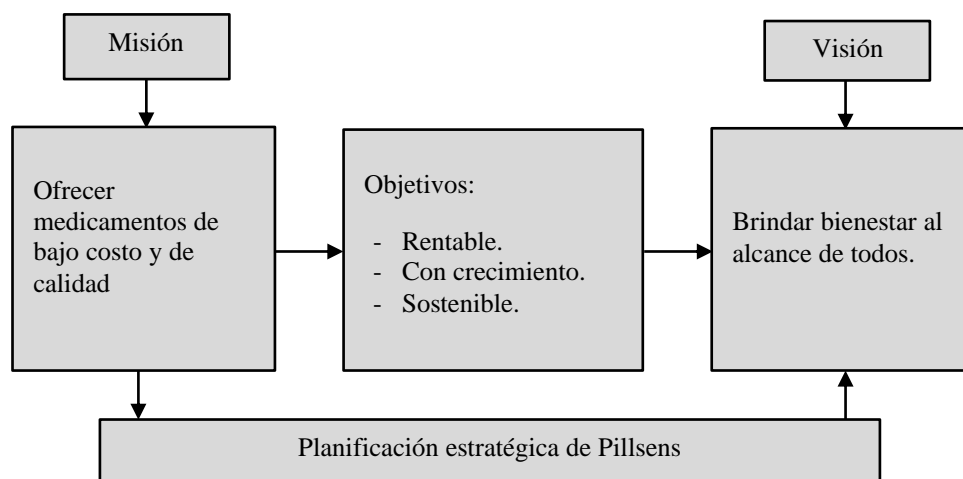 Misión
Visión
Ofrecer
medicamentos de
bajo costo y de
calidad
Objetivos:
- Rentable.
- Con crecimiento.
- Sostenible.
Brindar bienestar al
alcance de todos.
Planificación estratégica de Pillsens